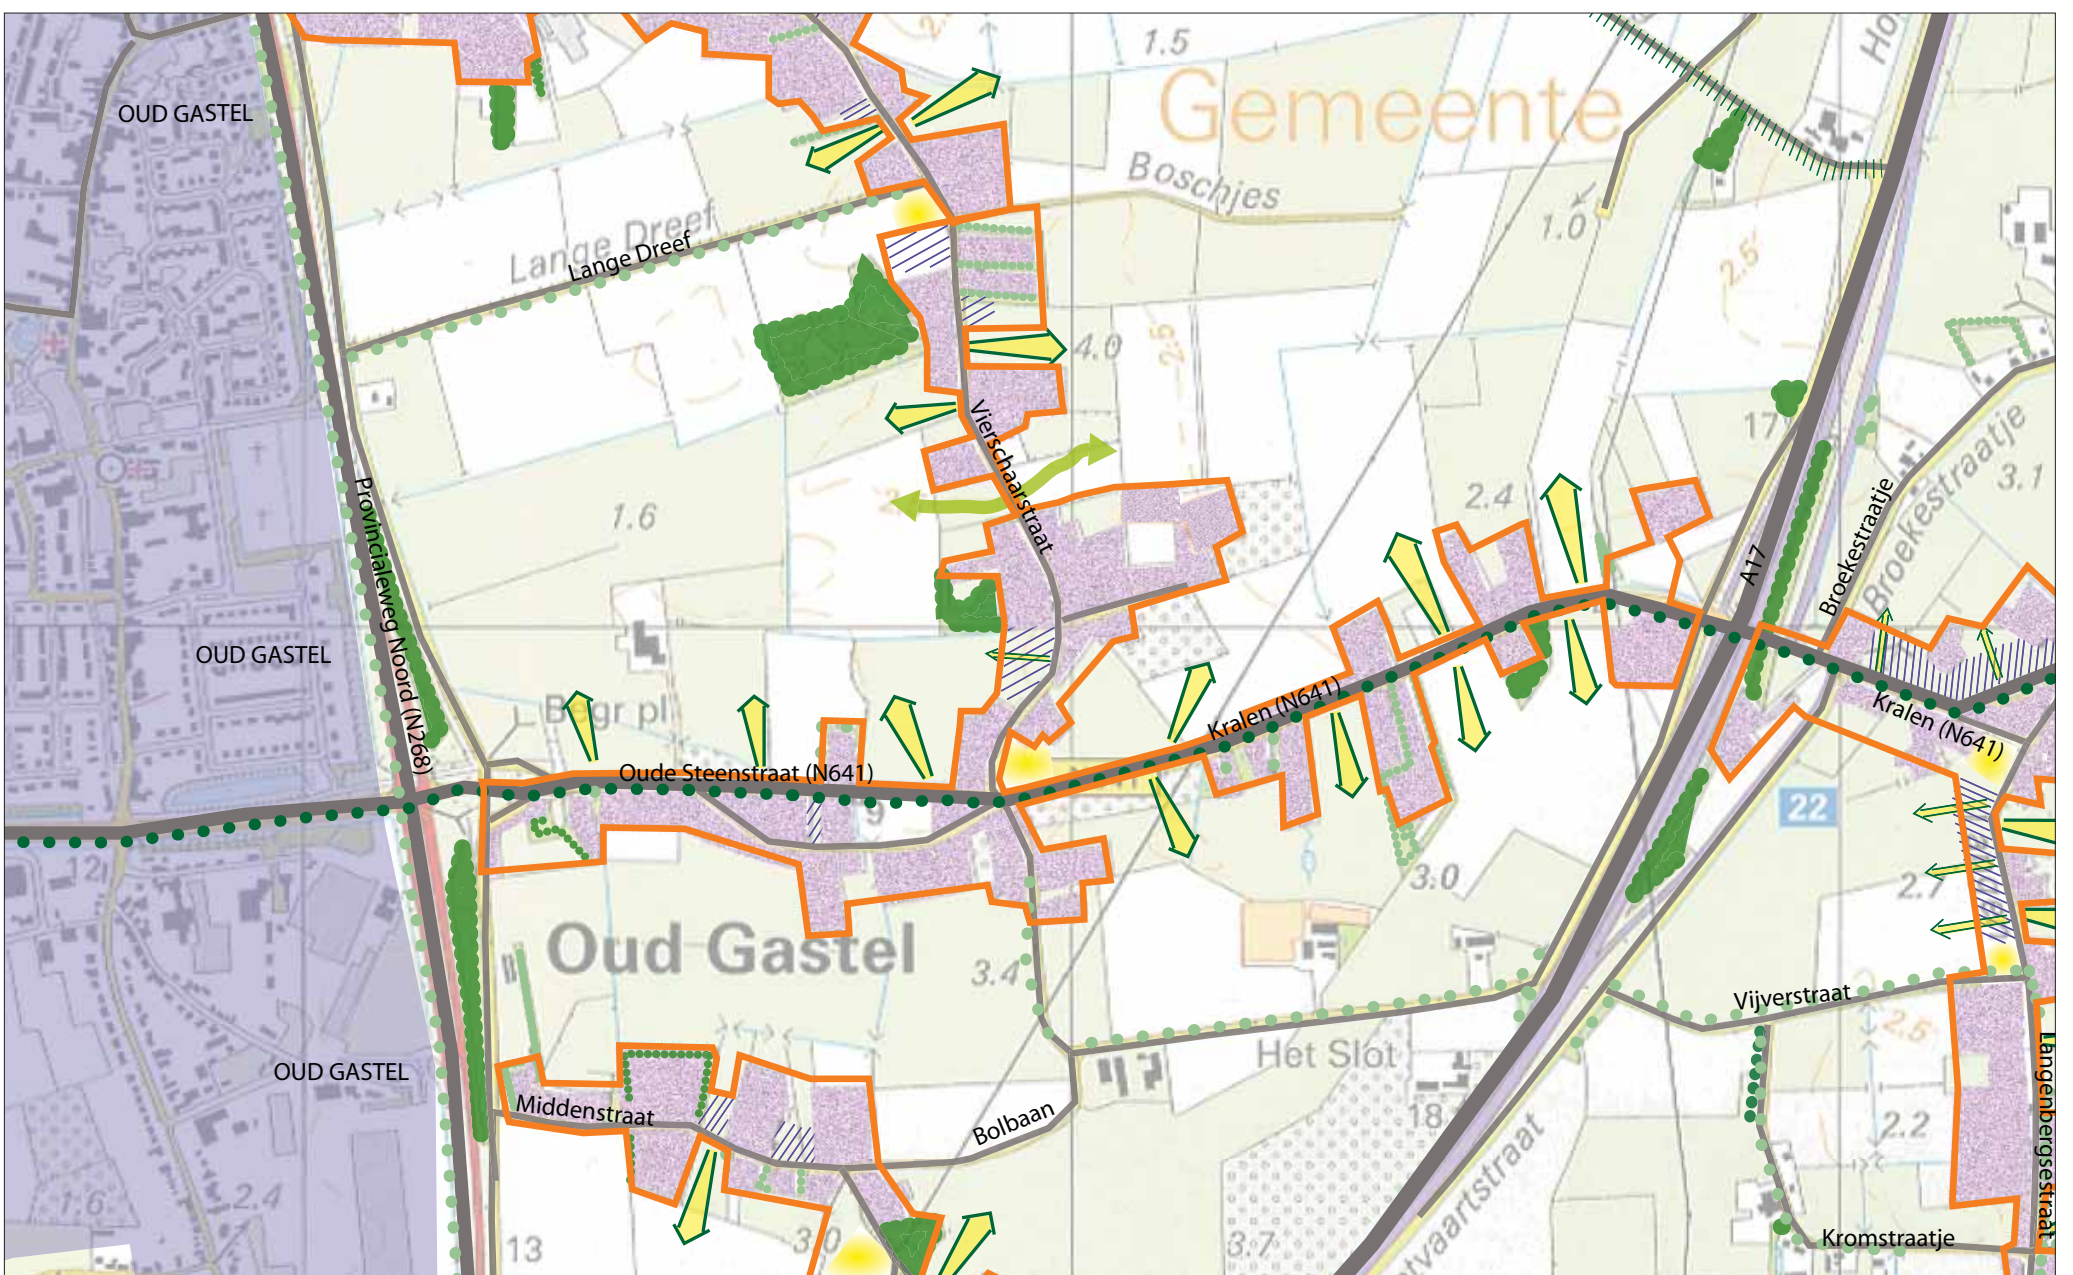 1.5
OUD GASTEL
Gemeente
Boschjes
1.0
Lange Dreef
Lange Dreef
2.5
4.0
2.5
Vierschaarstraat
17
3.1
Broekestraatje
Broekestraatje
2.4
1.6
A17
Provincialeweg Noord (N268)
OUD GASTEL
Begr pl
Kralen (N641)
Kralen (N641)
Oude Steenstraat (N641)
9
22
12
3.0
2.7
Oud Gastel
3.4
Vijverstraat
2.5
Het Slot
OUD GASTEL
Middenstraat
Bolbaan
18
2.2
Langenbergsestraat
1.6
2.4
13
3.0
3.7
tvaartstraat
Kromstraatje